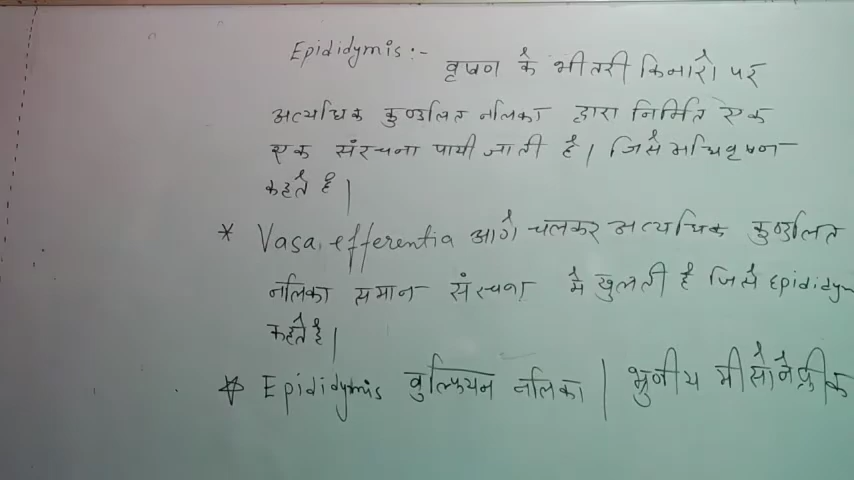 Epididymis :- वृषण के भीतरी किनारो पर
अत्यधिक कुण्डलित नलिका द्वारा निर्मित एक
एक संरचना पायी जाती है। जिसे अधिवृषण
कहते है।
* Vasa efferentia आगे चलकर अत्यधिक कुण्डलित
नलिका समान संरचना मे खुलती है जिसे Epididym
कहते है।
* Epididymis वुल्फियन नलिका | भ्रुनीय मीसोनेफ्रीक